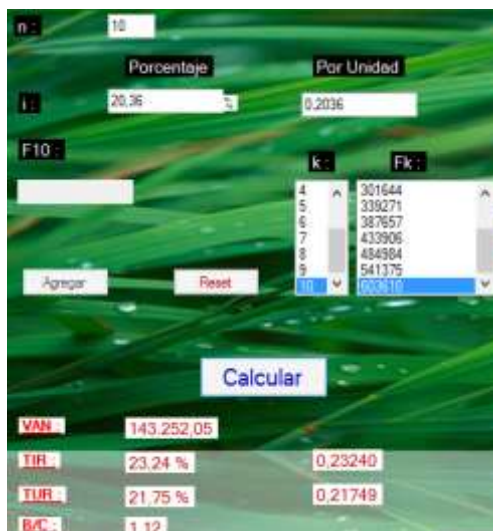 n : 10
Porcentaje Por Unidad
i : 20,36 % 0,2036
F10 :
k : Fk :
4 301644
5 339271
6 387657
7 433906
8 484984
9 541375
10 603610
Agregar Reset
Calcular
VAN : 143.252,05
TIR : 23,24 % 0,23240
TUR : 21,75 % 0,21749
B/C : 1,12